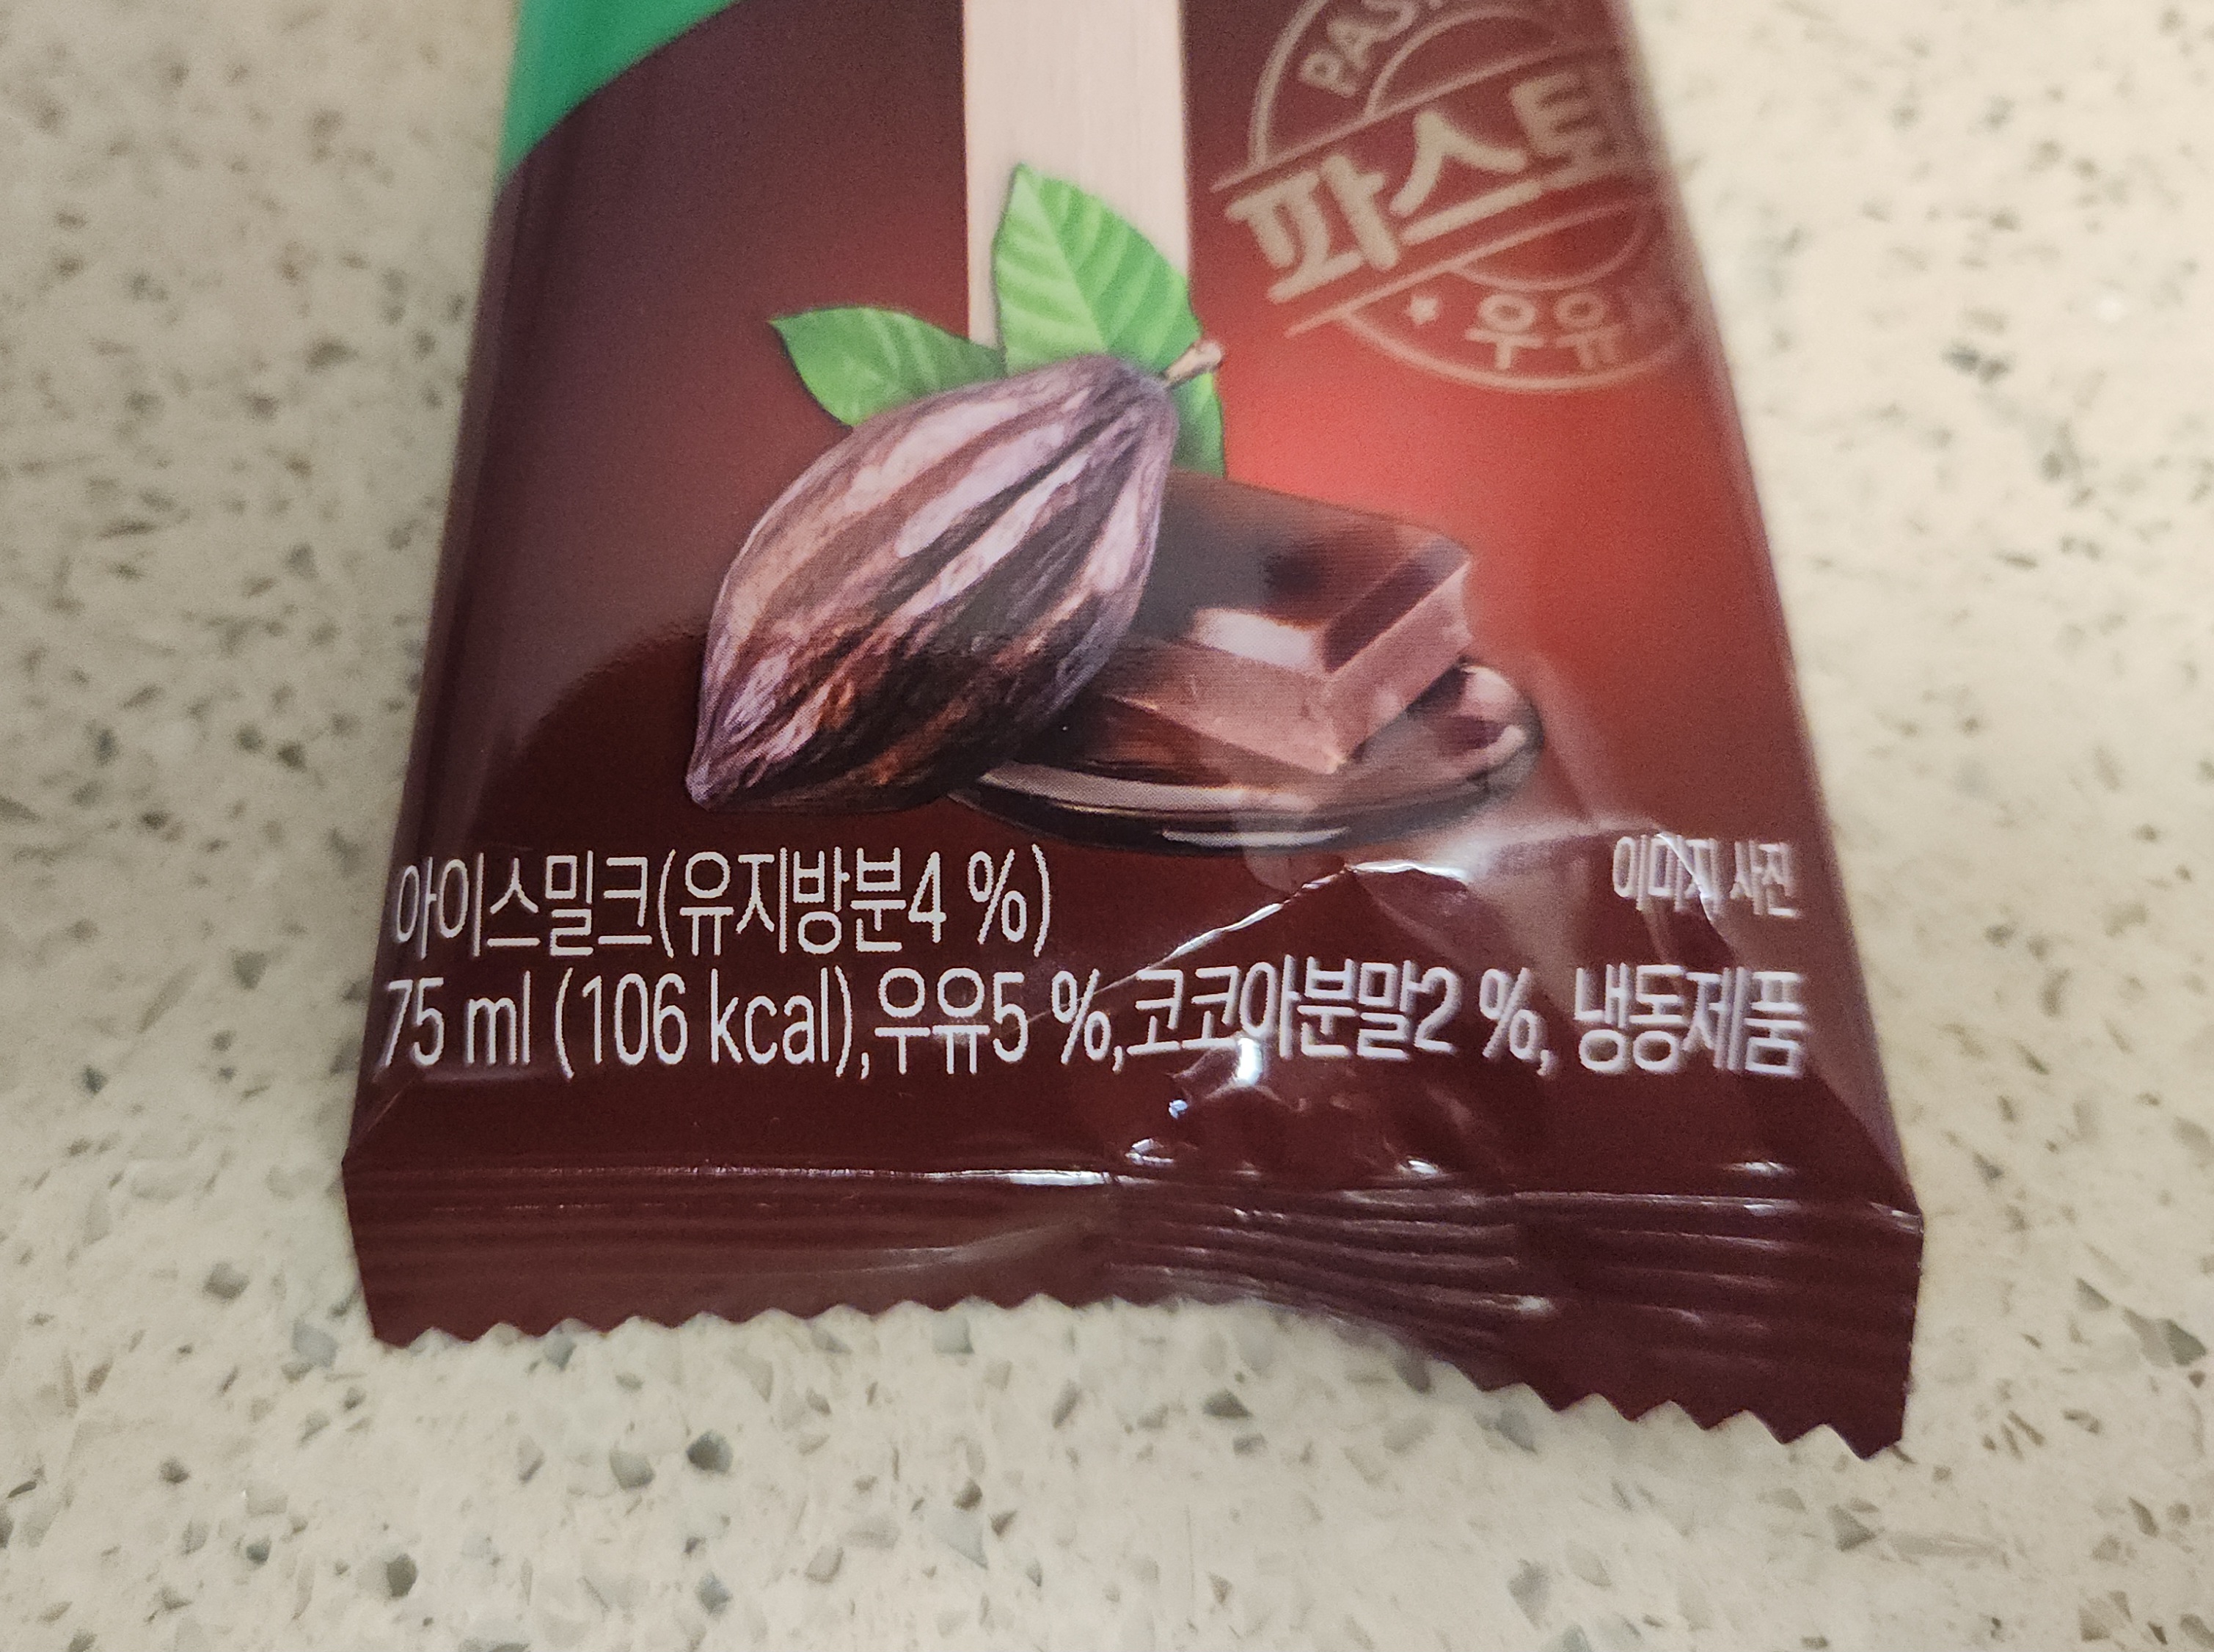 파스
우유
이미지 사진
아이스밀크(유지방분4 %)
75 ml (106 kcal),우유5 %,코코아분말2 %, 냉동제품